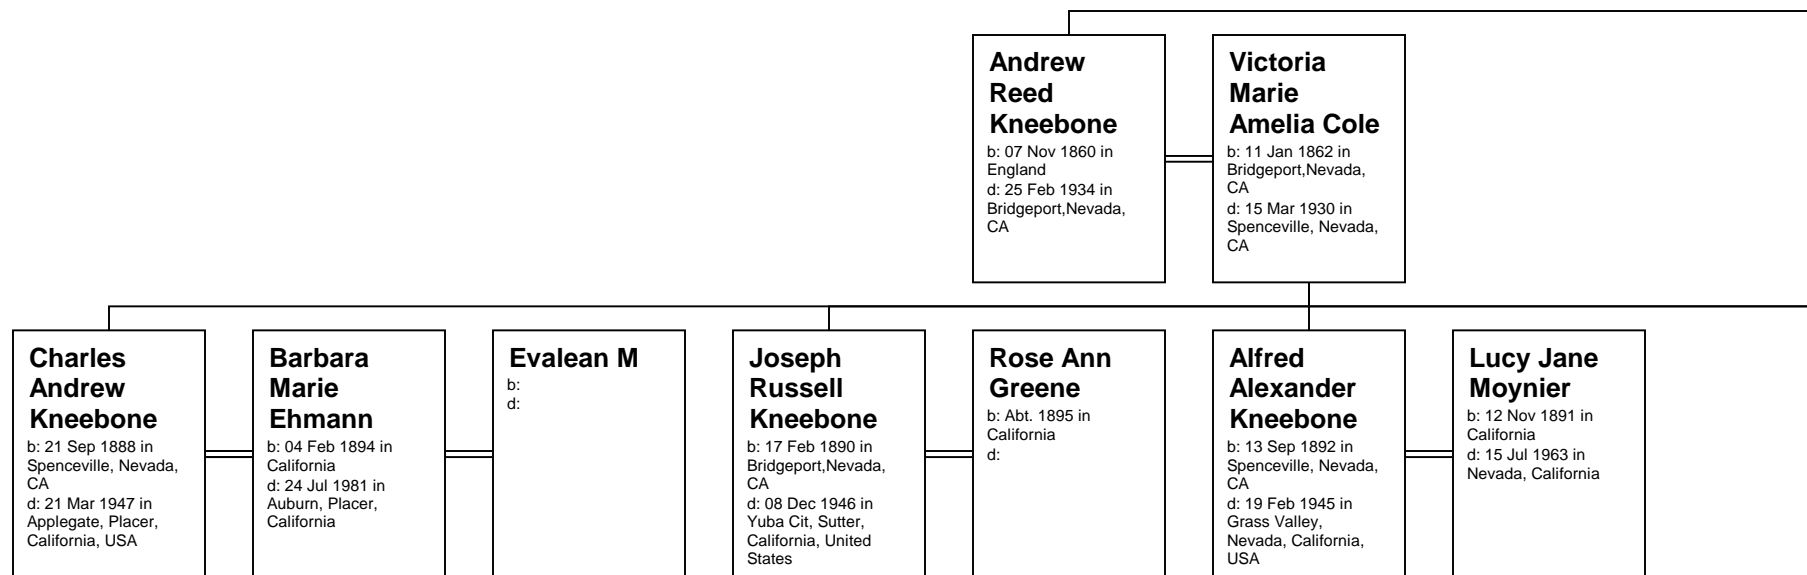 Andrew
Reed
Kneebone
b: 07 Nov 1860 in
England
d: 25 Feb 1934 in
Bridgeport,Nevada,
CA
Victoria
Marie
Amelia Cole
b: 11 Jan 1862 in
Bridgeport,Nevada,
CA
d: 15 Mar 1930 in
Spenceville, Nevada,
CA
Charles
Andrew
Kneebone
b: 21 Sep 1888 in
Spenceville, Nevada,
CA
d: 21 Mar 1947 in
Applegate, Placer,
California, USA
Barbara
Marie
Ehmann
b: 04 Feb 1894 in
California
d: 24 Jul 1981 in
Auburn, Placer,
California
Evalean M
b:
d:
Joseph
Russell
Kneebone
b: 17 Feb 1890 in
Bridgeport,Nevada,
CA
d: 08 Dec 1946 in
Yuba Cit, Sutter,
California, United
States
Rose Ann
Greene
b: Abt. 1895 in
California
d:
Alfred
Alexander
Kneebone
b: 13 Sep 1892 in
Spenceville, Nevada,
CA
d: 19 Feb 1945 in
Grass Valley,
Nevada, California,
USA
Lucy Jane
Moynier
b: 12 Nov 1891 in
California
d: 15 Jul 1963 in
Nevada, California